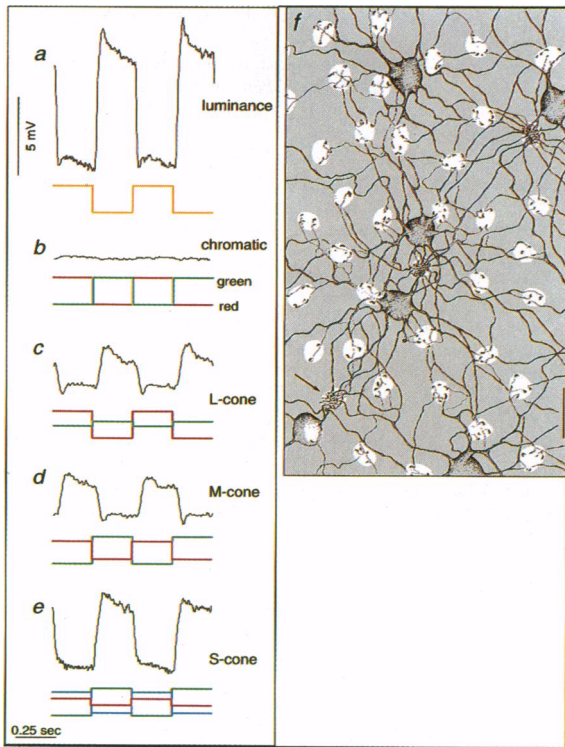 a
luminance
5 mV
b
chromatic
green
red
c
L-cone
d
M-cone
e
S-cone
0.25 sec
f